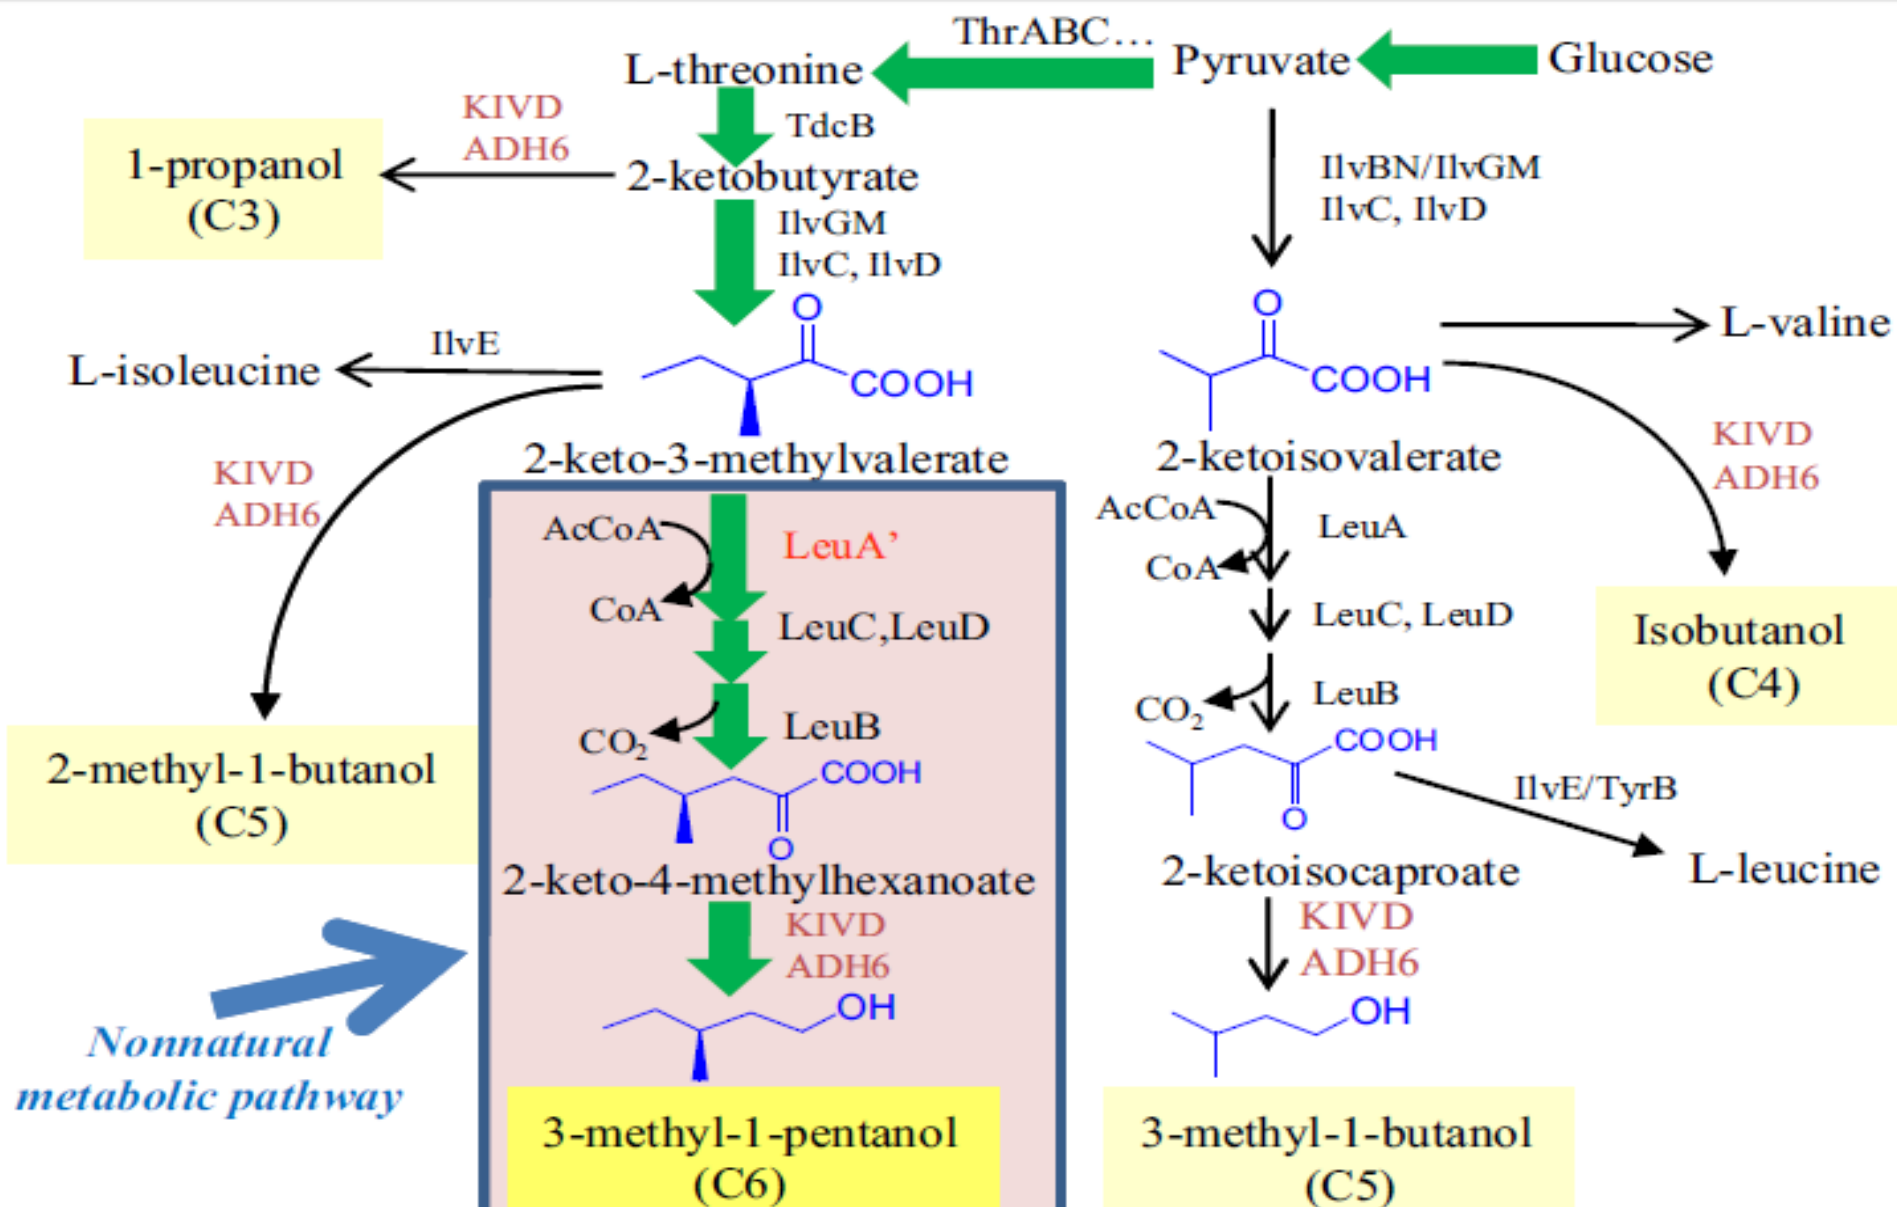 ThrABC...
L-threonine
Pyruvate
Glucose
KIVD
ADH6
TdcB
1-propanol
(C3)
2-ketobutyrate
IlvBN/IlvGM
IlvC, IlvD
IlvGM
IlvC, IlvD
O
COOH
O
COOH
L-isoleucine
IlvE
L-valine
2-keto-3-methylvalerate
2-ketoisovalerate
KIVD
ADH6
KIVD
ADH6
AcCoA
CoA
LeuA’
AcCoA
CoA
LeuA
LeuC,LeuD
LeuC, LeuD
Isobutanol
(C4)
CO2
LeuB
CO2
LeuB
2-methyl-1-butanol
(C5)
COOH
O
COOH
O
IlvE/TyrB
2-keto-4-methylhexanoate
2-ketoisocaproate
L-leucine
KIVD
ADH6
KIVD
ADH6
OH
OH
Nonnatural
metabolic pathway
3-methyl-1-pentanol
(C6)
3-methyl-1-butanol
(C5)